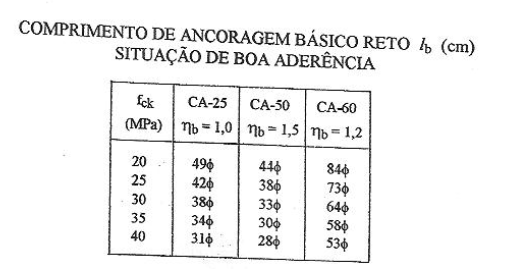 COMPRIMENTO DE ANCORAGEM BÁSICO RETO lb (cm)
SITUAÇÃO DE BOA ADERÊNCIA
fck CA-25 CA-50 CA-60
(MPa) ηb = 1,0 ηb = 1,5 ηb = 1,2
20 49ϕ 44ϕ 84ϕ
25 42ϕ 38ϕ 73ϕ
30 38ϕ 33ϕ 64ϕ
35 34ϕ 30ϕ 58ϕ
40 31ϕ 28ϕ 53ϕ